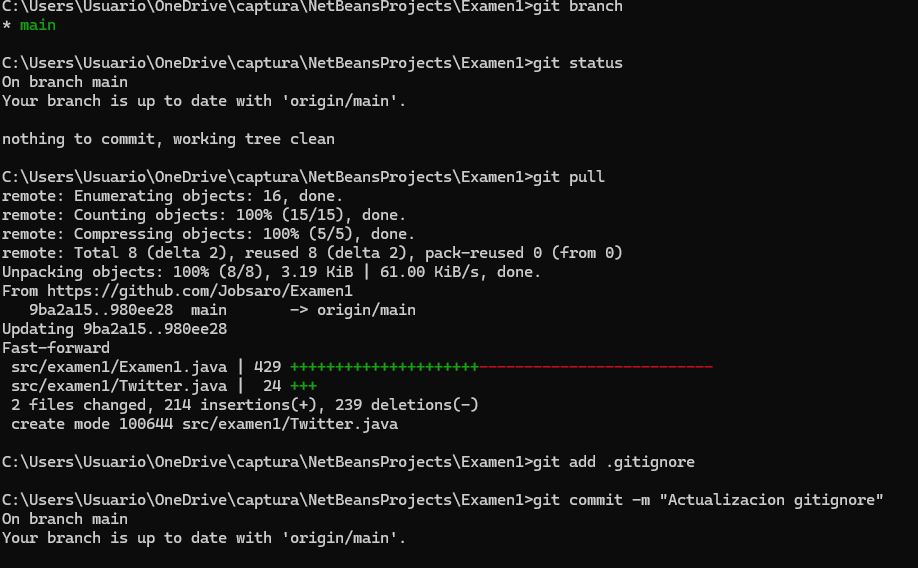 C:\Users\Usuario\OneDrive\captura\NetBeansProjects\Examen1>git branch
* main
C:\Users\Usuario\OneDrive\captura\NetBeansProjects\Examen1>git status
On branch main
Your branch is up to date with 'origin/main'.
nothing to commit, working tree clean
C:\Users\Usuario\OneDrive\captura\NetBeansProjects\Examen1>git pull
remote: Enumerating objects: 16, done.
remote: Counting objects: 100% (15/15), done.
remote: Compressing objects: 100% (5/5), done.
remote: Total 8 (delta 2), reused 8 (delta 2), pack-reused 0 (from 0)
Unpacking objects: 100% (8/8), 3.19 KiB | 61.00 KiB/s, done.
From https://github.com/Jobsaro/Examen1
   9ba2a15..980ee28  main       -> origin/main
Updating 9ba2a15..980ee28
Fast-forward
 src/examen1/Examen1.java | 429 +++++++++++++++++++++--------------------------
 src/examen1/Twitter.java |  24 +++
 2 files changed, 214 insertions(+), 239 deletions(-)
 create mode 100644 src/examen1/Twitter.java
C:\Users\Usuario\OneDrive\captura\NetBeansProjects\Examen1>git add .gitignore
C:\Users\Usuario\OneDrive\captura\NetBeansProjects\Examen1>git commit -m "Actualizacion gitignore"
On branch main
Your branch is up to date with 'origin/main'.